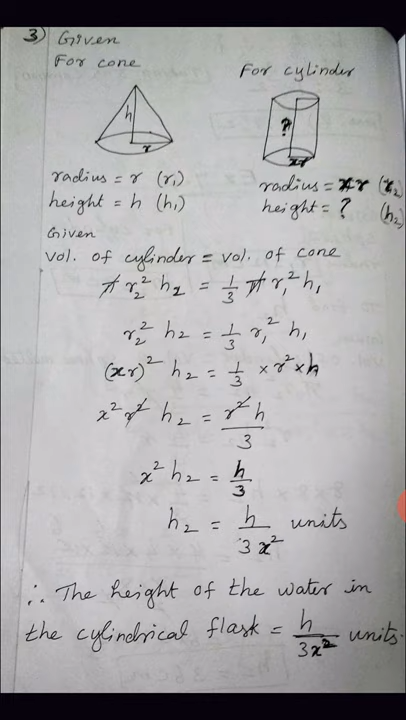 3) Given
For cone
For cylinder
h
r
?
xr
radius = r (r₁)
height = h (h₁)
radius = xr (r₂)
height = ? (h₂)
Given
vol. of cylinder = vol. of cone
π r₂² h₂ = 1/3 π r₁² h₁
r₂² h₂ = 1/3 r₁² h₁
(xr)² h₂ = 1/3 × r² × h
x² r² h₂ = r² h / 3
x² h₂ = h/3
h₂ = h / 3x² units
∴ The height of the water in
the cylindrical flask = h / 3x² units.